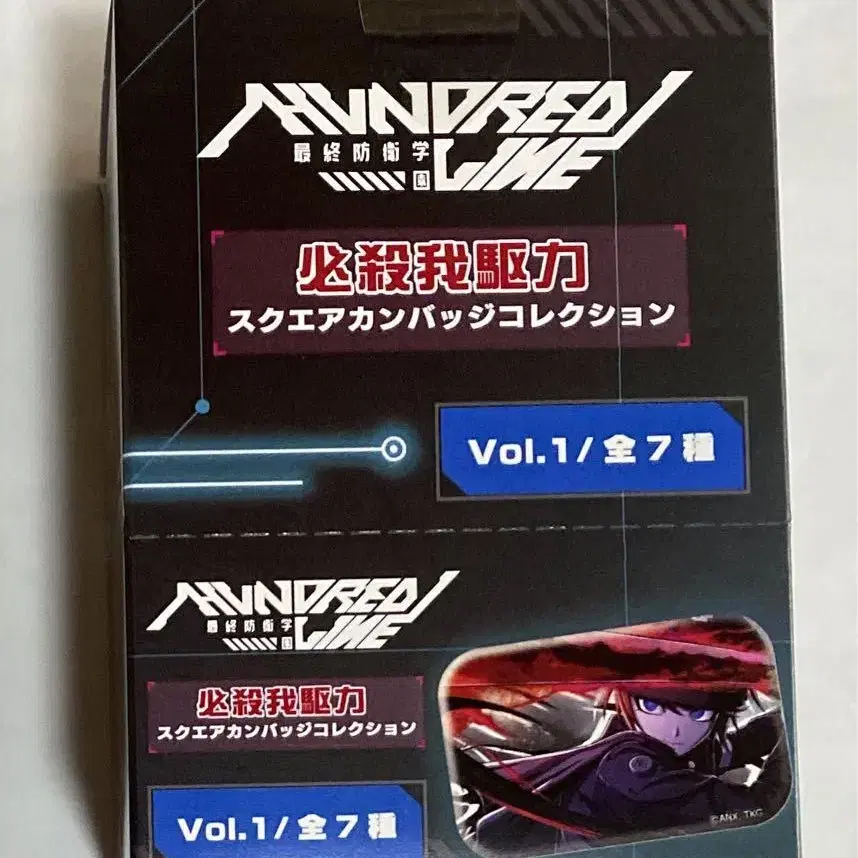 HUNDRED
最終防衛学
園 LINE
必殺我駆力
スクエアカンバッジコレクション
Vol.1/全7種
HUNDRED
最終防衛学
園 LINE
必殺我駆力
スクエアカンバッジコレクション
Vol.1/全7種
©ANX. TKG